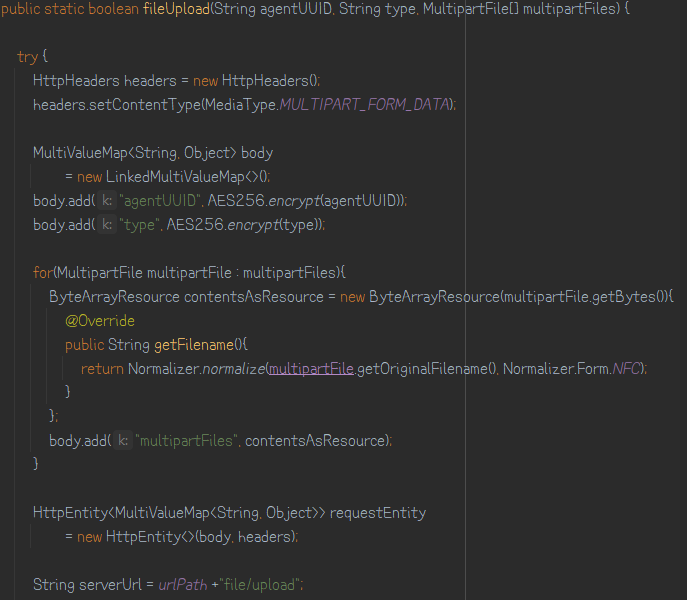 public static boolean fileUpload(String agentUUID, String type, MultipartFile[] multipartFiles) {
try {
HttpHeaders headers = new HttpHeaders();
headers.setContentType(MediaType.MULTIPART_FORM_DATA);
MultiValueMap<String, Object> body
= new LinkedMultiValueMap<>();
body.add( k: "agentUUID", AES256.encrypt(agentUUID));
body.add( k: "type", AES256.encrypt(type));
for(MultipartFile multipartFile : multipartFiles){
ByteArrayResource contentsAsResource = new ByteArrayResource(multipartFile.getBytes()){
@Override
public String getFilename(){
return Normalizer.normalize(multipartFile.getOriginalFilename(), Normalizer.Form.NFC);
}
};
body.add( k: "multipartFiles", contentsAsResource);
}
HttpEntity<MultiValueMap<String, Object>> requestEntity
= new HttpEntity<>(body, headers);
String serverUrl = urlPath +"file/upload";